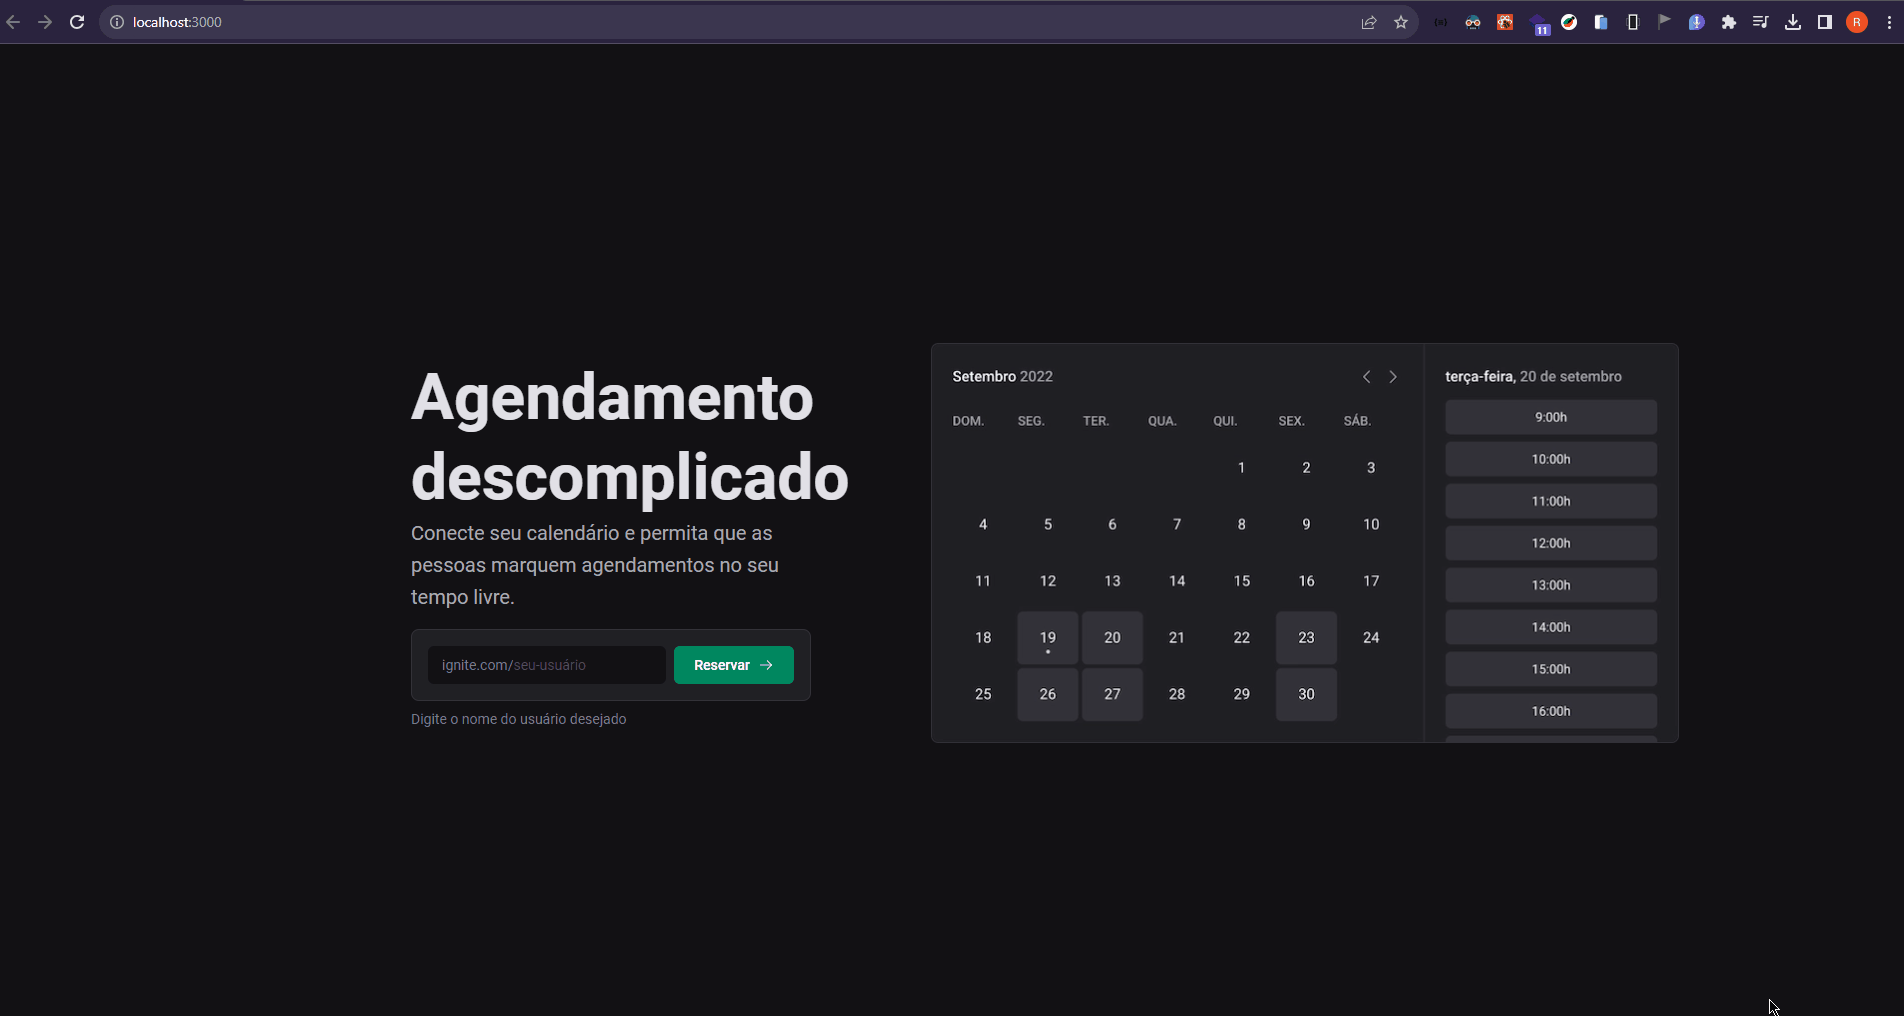 localhost:3000
11
R
Agendamento
descomplicado
Conecte seu calendário e permita que as
pessoas marquem agendamentos no seu
tempo livre.
ignite.com/seu-usuário
Reservar
Digite o nome do usuário desejado
Setembro 2022
DOM. SEG. TER. QUA. QUI. SEX. SÁB.
1 2 3
4 5 6 7 8 9 10
11 12 13 14 15 16 17
18 19 20 21 22 23 24
25 26 27 28 29 30
terça-feira, 20 de setembro
9:00h
10:00h
11:00h
12:00h
13:00h
14:00h
15:00h
16:00h